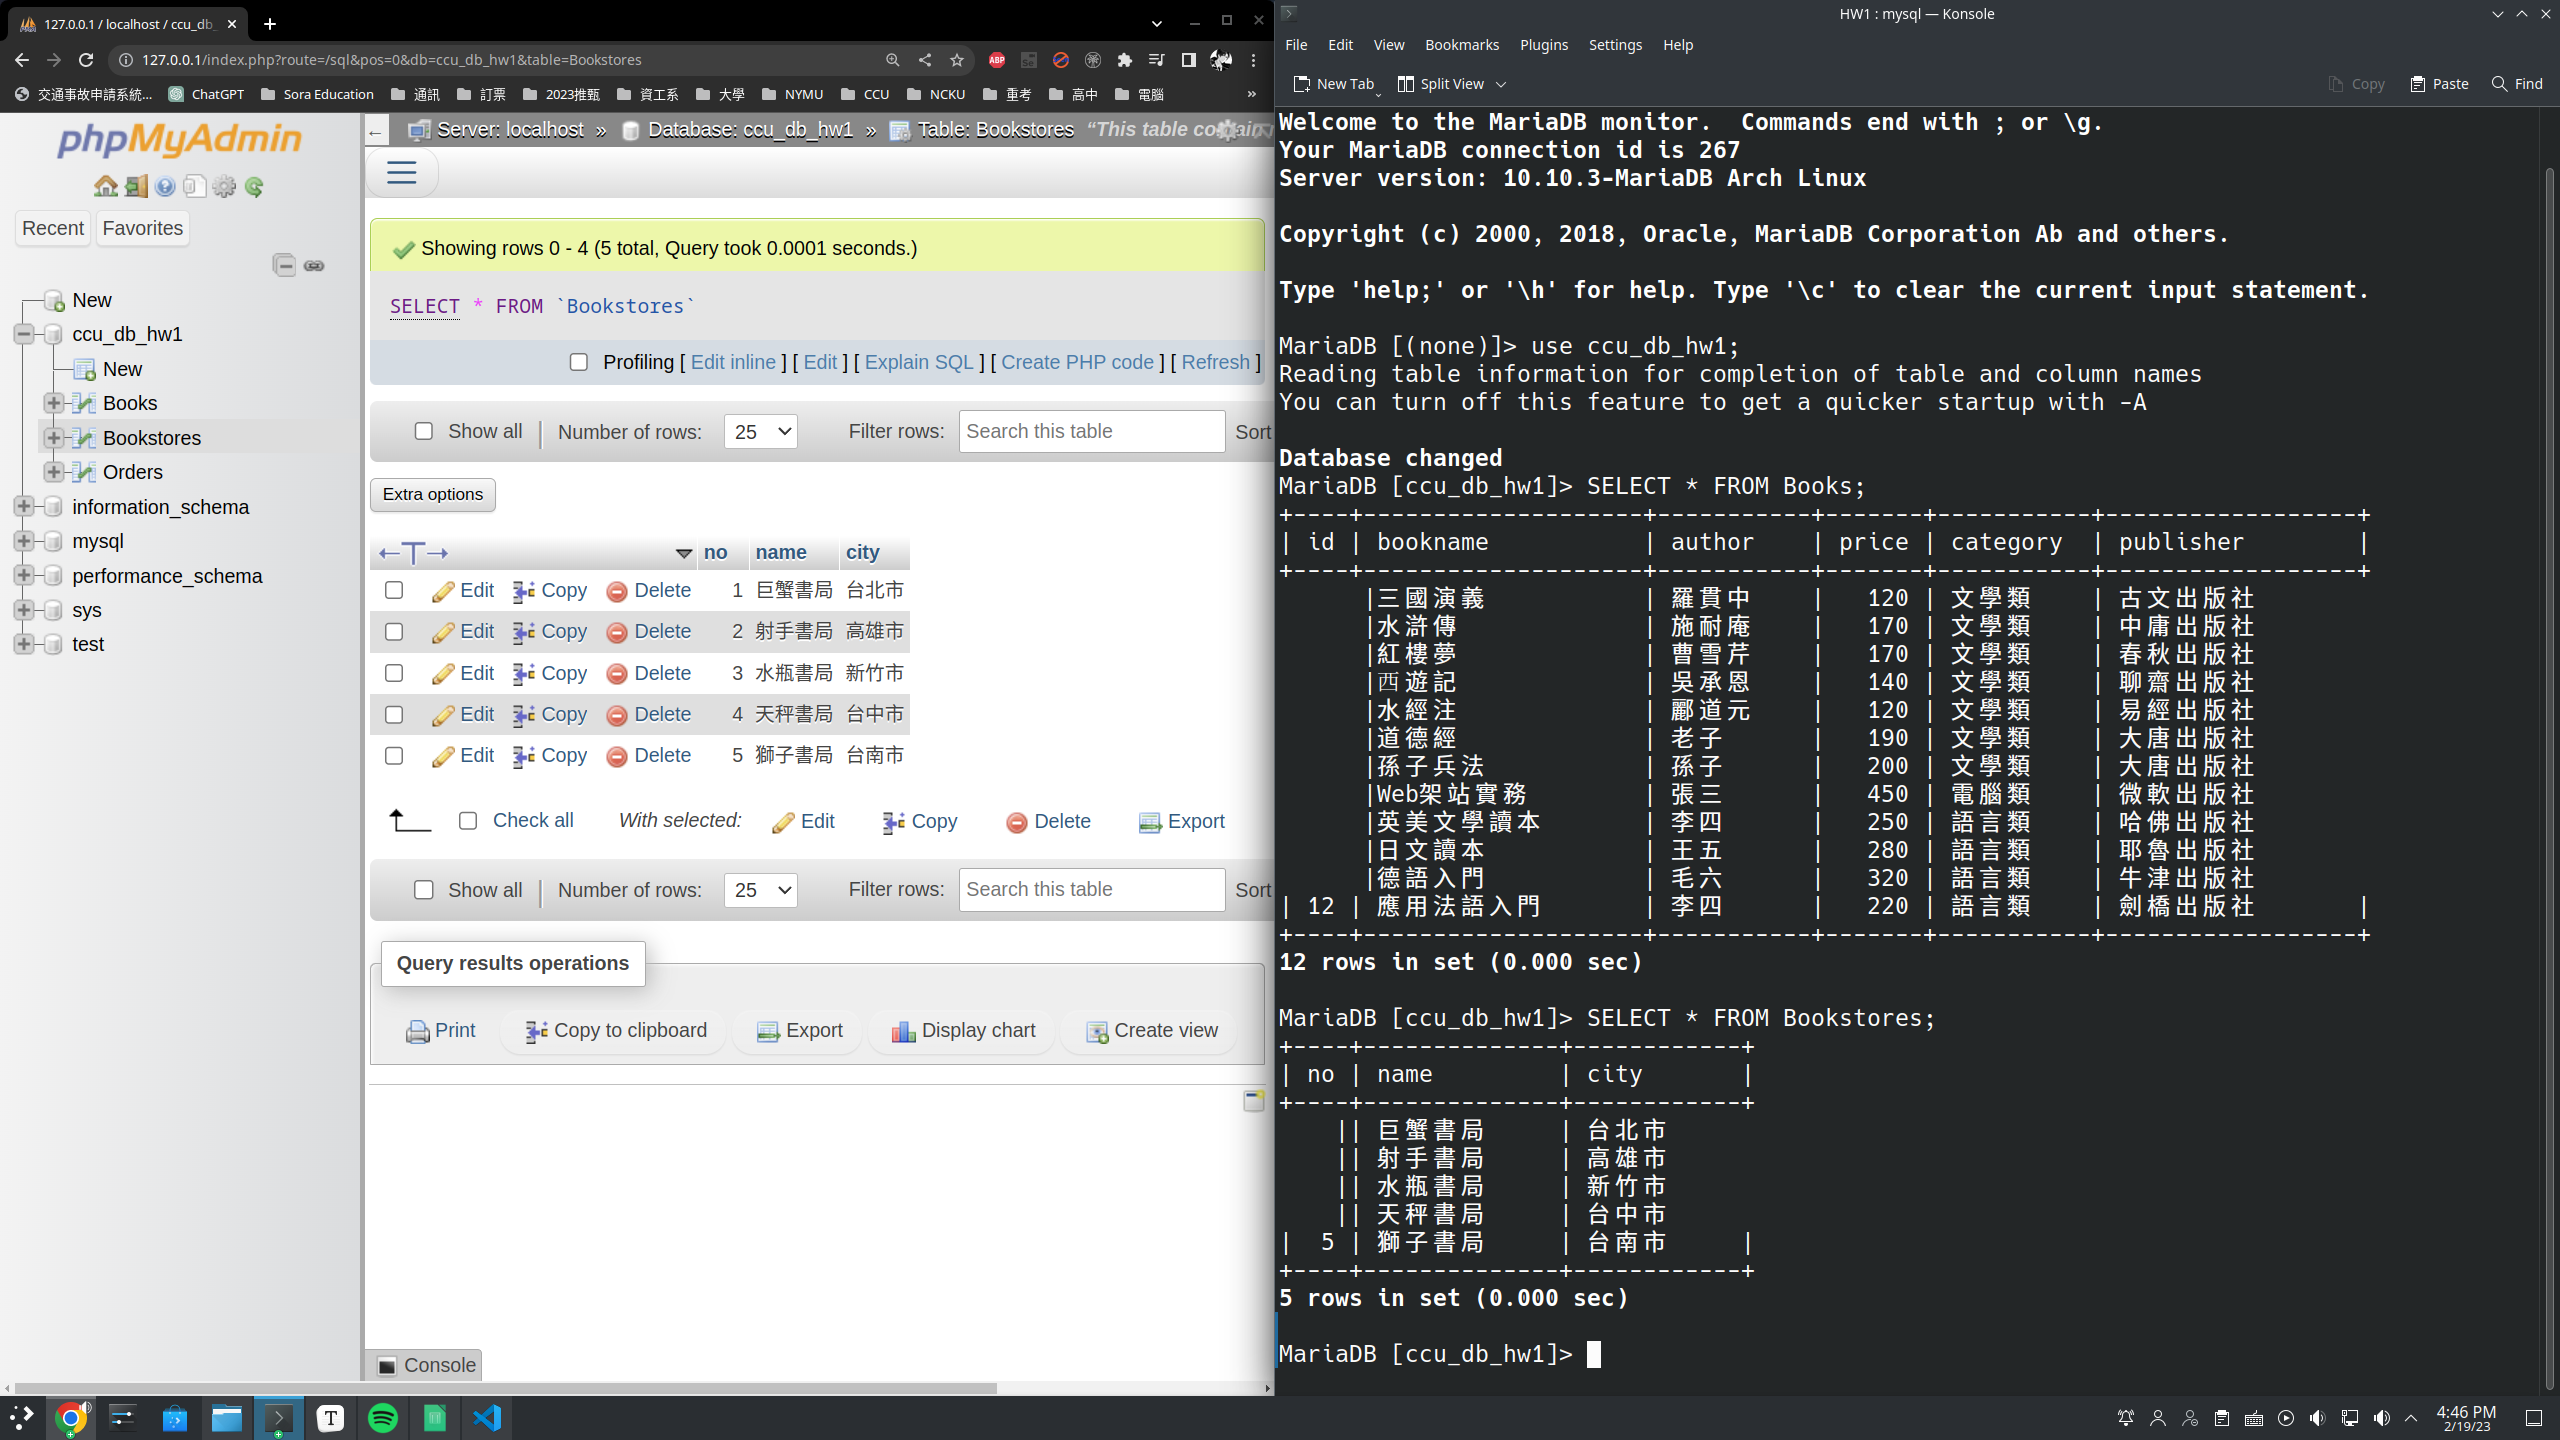 127.0.0.1 / localhost / ccu_db_
127.0.0.1/index.php?route=/sql&pos=0&db=ccu_db_hw1&table=Bookstores
ABP
交通事故申請系統... ChatGPT Sora Education 通訊 訂票 2023推甄 資工系 大學 NYMU CCU NCKU 重考 高中 電腦 »
phpMyAdmin
Recent Favorites
New
ccu_db_hw1
New
Books
Bookstores
Orders
information_schema
mysql
performance_schema
sys
test
Server: localhost » Database: ccu_db_hw1 » Table: Bookstores “This table
Showing rows 0 - 4 (5 total, Query took 0.0001 seconds.)
SELECT * FROM `Bookstores`
Profiling [ Edit inline ] [ Edit ] [ Explain SQL ] [ Create PHP code ] [ Refresh ]
Show all | Number of rows: 25 Filter rows: Search this table Sort
Extra options
←T→ no name city
Edit Copy Delete 1 巨蟹書局 台北市
Edit Copy Delete 2 射手書局 高雄市
Edit Copy Delete 3 水瓶書局 新竹市
Edit Copy Delete 4 天秤書局 台中市
Edit Copy Delete 5 獅子書局 台南市
Check all With selected: Edit Copy Delete Export
Show all | Number of rows: 25 Filter rows: Search this table Sort
Query results operations
Print Copy to clipboard Export Display chart Create view
Console
HW1 : mysql — Konsole
File Edit View Bookmarks Plugins Settings Help
New Tab Split View Copy Paste Find
Welcome to the MariaDB monitor.  Commands end with ; or \g.
Your MariaDB connection id is 267
Server version: 10.10.3-MariaDB Arch Linux
Copyright (c) 2000, 2018, Oracle, MariaDB Corporation Ab and others.
Type 'help;' or '\h' for help. Type '\c' to clear the current input statement.
MariaDB [(none)]> use ccu_db_hw1;
Reading table information for completion of table and column names
You can turn off this feature to get a quicker startup with -A
Database changed
MariaDB [ccu_db_hw1]> SELECT * FROM Books;
+----+--------------------+-----------+-------+-----------+------------------+
| id | bookname | author | price | category | publisher |
+----+--------------------+-----------+-------+-----------+------------------+
|三國演義 | 羅貫中 | 120 | 文學類 | 古文出版社
|水滸傳 | 施耐庵 | 170 | 文學類 | 中庸出版社
|紅樓夢 | 曹雪芹 | 170 | 文學類 | 春秋出版社
|西遊記 | 吳承恩 | 140 | 文學類 | 聊齋出版社
|水經注 | 酈道元 | 120 | 文學類 | 易經出版社
|道德經 | 老子 | 190 | 文學類 | 大唐出版社
|孫子兵法 | 孫子 | 200 | 文學類 | 大唐出版社
|Web架站實務 | 張三 | 450 | 電腦類 | 微軟出版社
|英美文學讀本 | 李四 | 250 | 語言類 | 哈佛出版社
|日文讀本 | 王五 | 280 | 語言類 | 耶魯出版社
|德語入門 | 毛六 | 320 | 語言類 | 牛津出版社
| 12 | 應用法語入門 | 李四 | 220 | 語言類 | 劍橋出版社 |
+----+--------------------+-----------+-------+-----------+------------------+
12 rows in set (0.000 sec)
MariaDB [ccu_db_hw1]> SELECT * FROM Bookstores;
+----+--------------+------------+
| no | name | city |
+----+--------------+------------+
|| 巨蟹書局 | 台北市
|| 射手書局 | 高雄市
|| 水瓶書局 | 新竹市
|| 天秤書局 | 台中市
| 5 | 獅子書局 | 台南市 |
+----+--------------+------------+
5 rows in set (0.000 sec)
MariaDB [ccu_db_hw1]>
4:46 PM
2/19/23